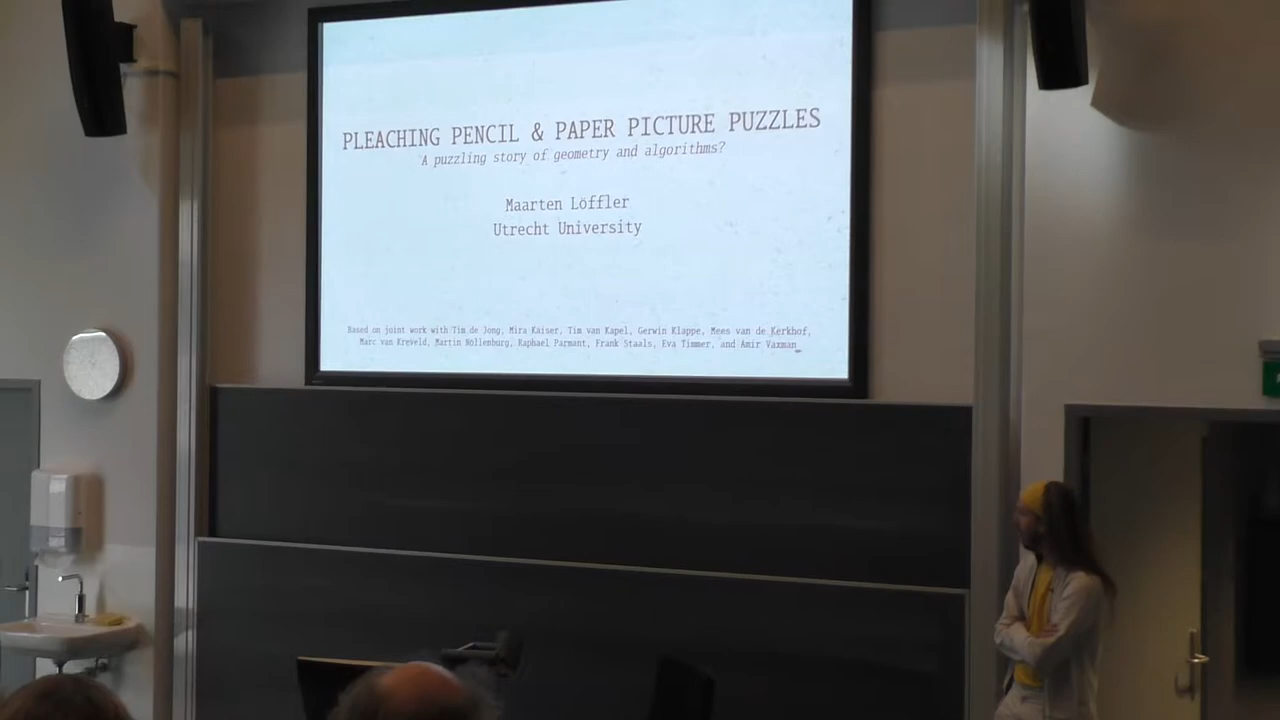 PLEACHING PENCIL & PAPER PICTURE PUZZLES
A puzzling story of geometry and algorithms?
Maarten Löffler
Utrecht University
Based on joint work with Tim de Jong, Mira Kaiser, Tim van Kapel, Gerwin Klappe, Mees van de Kerkhof,
Marc van Kreveld, Martin Nöllenburg, Raphael Parmant, Frank Staals, Eva Timmer, and Amir Vaxman